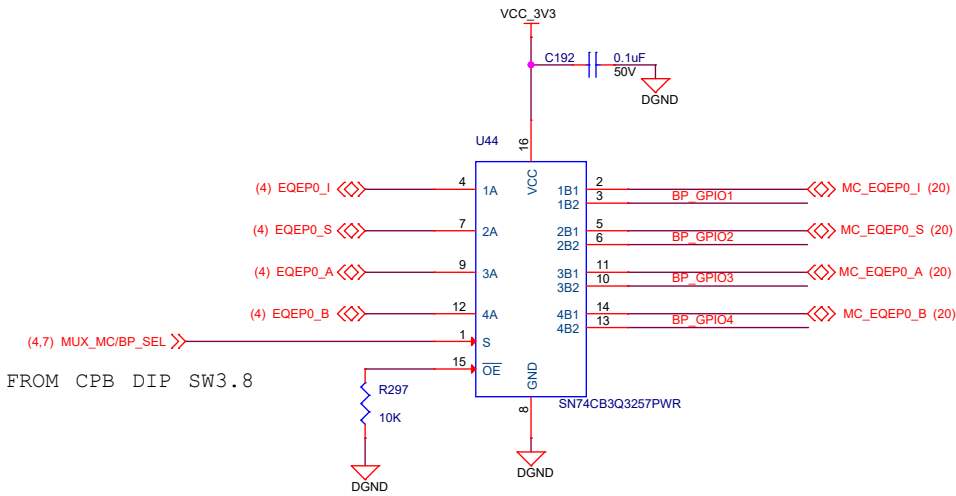 VCC_3V3
C192 0.1uF
50V
DGND
U44
16
VCC
(4) EQEP0_I 4 1A 1B1 2 MC_EQEP0_I (20)
1B2 3 BP_GPIO1
(4) EQEP0_S 7 2A 2B1 5 MC_EQEP0_S (20)
2B2 6 BP_GPIO2
(4) EQEP0_A 9 3A 3B1 11 MC_EQEP0_A (20)
3B2 10 BP_GPIO3
(4) EQEP0_B 12 4A 4B1 14 MC_EQEP0_B (20)
4B2 13 BP_GPIO4
(4,7) MUX_MC/BP_SEL 1 S
15 OE
FROM CPB DIP SW3.8
GND
8
R297
10K
SN74CB3Q3257PWR
DGND
DGND